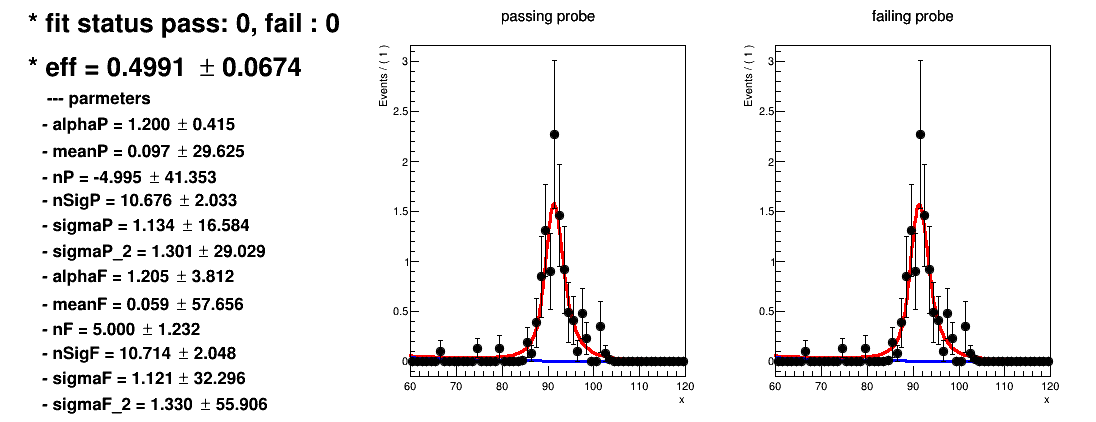 * fit status pass: 0, fail : 0
* eff = 0.4991 ± 0.0674
--- parmeters
- alphaP = 1.200 ± 0.415
- meanP = 0.097 ± 29.625
- nP = -4.995 ± 41.353
- nSigP = 10.676 ± 2.033
- sigmaP = 1.134 ± 16.584
- sigmaP_2 = 1.301 ± 29.029
- alphaF = 1.205 ± 3.812
- meanF = 0.059 ± 57.656
- nF = 5.000 ± 1.232
- nSigF = 10.714 ± 2.048
- sigmaF = 1.121 ± 32.296
- sigmaF_2 = 1.330 ± 55.906
passing probe
Events / ( 1 )
3
2.5
2
1.5
1
0.5
0
60 70 80 90 100 110 120
x
failing probe
Events / ( 1 )
3
2.5
2
1.5
1
0.5
0
60 70 80 90 100 110 120
x